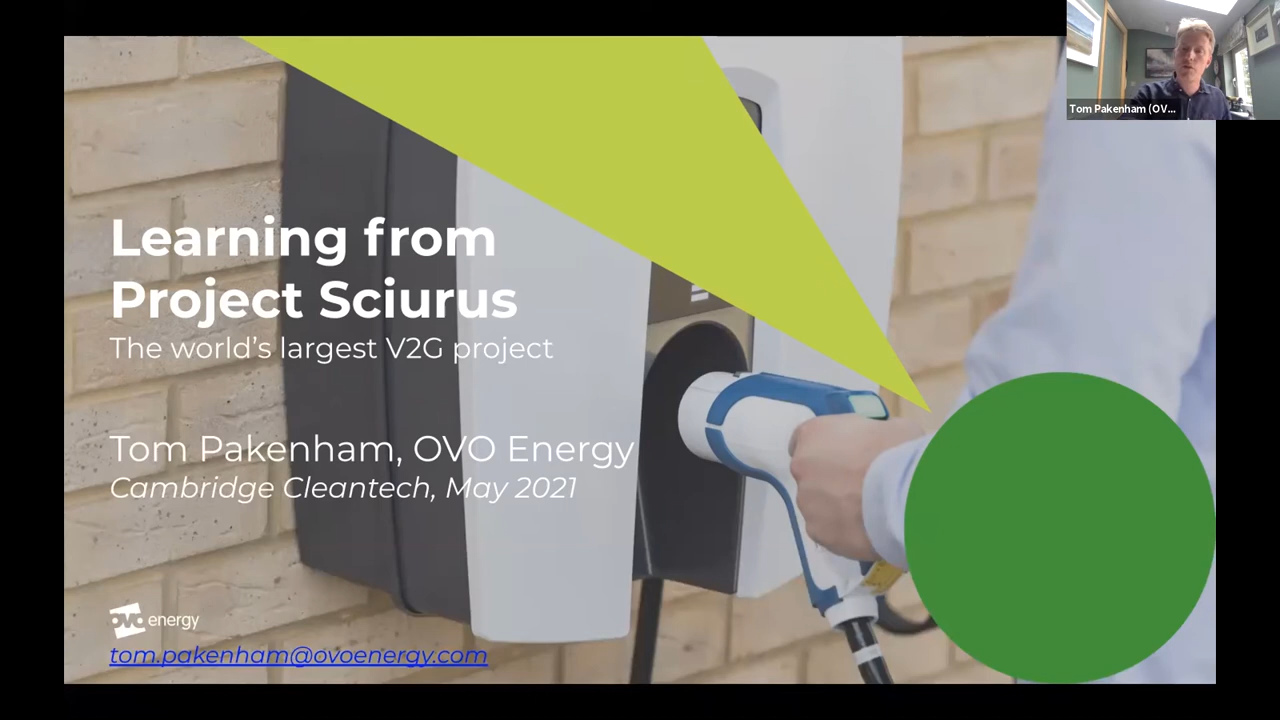 Tom Pakenham (OV...
Learning from
Project Sciurus
The world's largest V2G project
Tom Pakenham, OVO Energy
Cambridge Cleantech, May 2021
OVO energy
tom.pakenham@ovoenergy.com